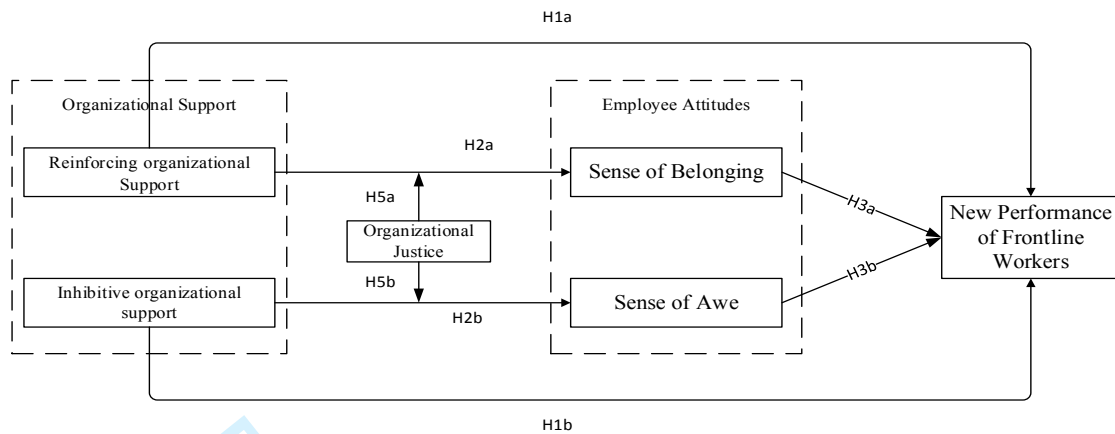 H1a
Organizational Support
Employee Attitudes
Reinforcing organizational
Support
H2a
Sense of Belonging
H5a
H3a
Organizational
Justice
New Performance
of Frontline
Workers
H5b
H3b
Inhibitive organizational
support
H2b
Sense of Awe
H1b